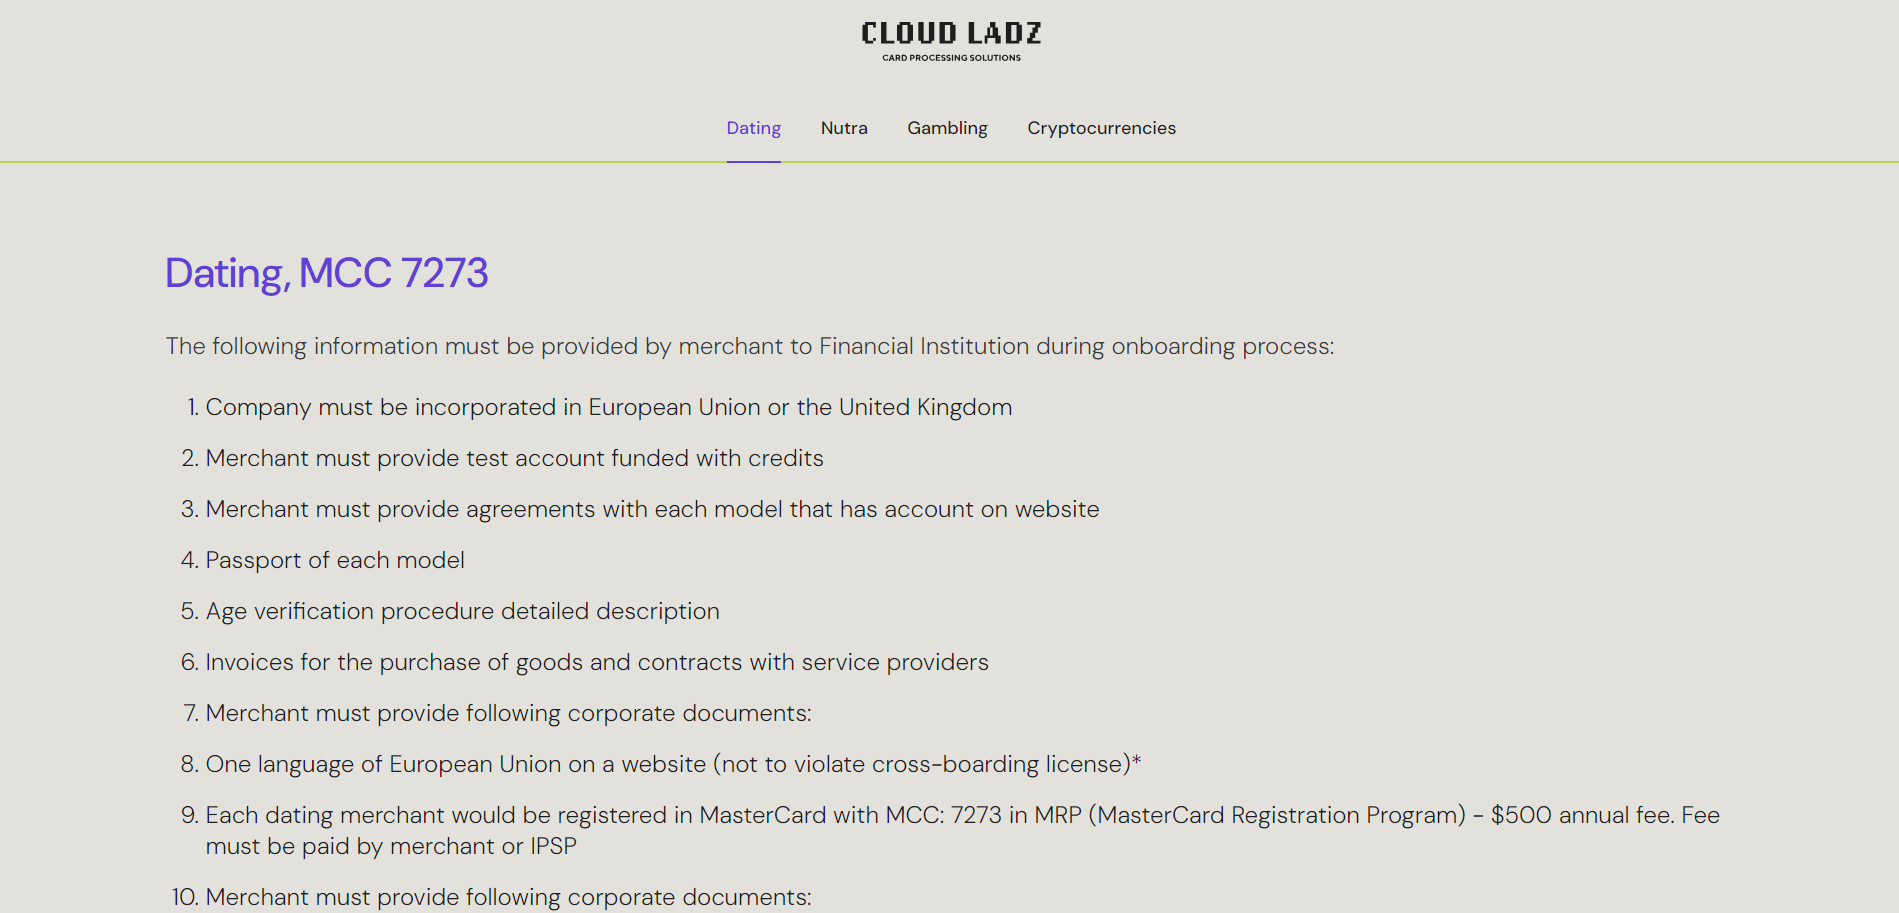 CLOUD LADZ
CARD PROCESSING SOLUTIONS
Dating Nutra Gambling Cryptocurrencies
Dating, MCC 7273
The following information must be provided by merchant to Financial Institution during onboarding process:
1. Company must be incorporated in European Union or the United Kingdom
2. Merchant must provide test account funded with credits
3. Merchant must provide agreements with each model that has account on website
4. Passport of each model
5. Age verification procedure detailed description
6. Invoices for the purchase of goods and contracts with service providers
7. Merchant must provide following corporate documents:
8. One language of European Union on a website (not to violate cross-boarding license)*
9. Each dating merchant would be registered in MasterCard with MCC: 7273 in MRP (MasterCard Registration Program) - $500 annual fee. Fee
must be paid by merchant or IPSP
10. Merchant must provide following corporate documents: